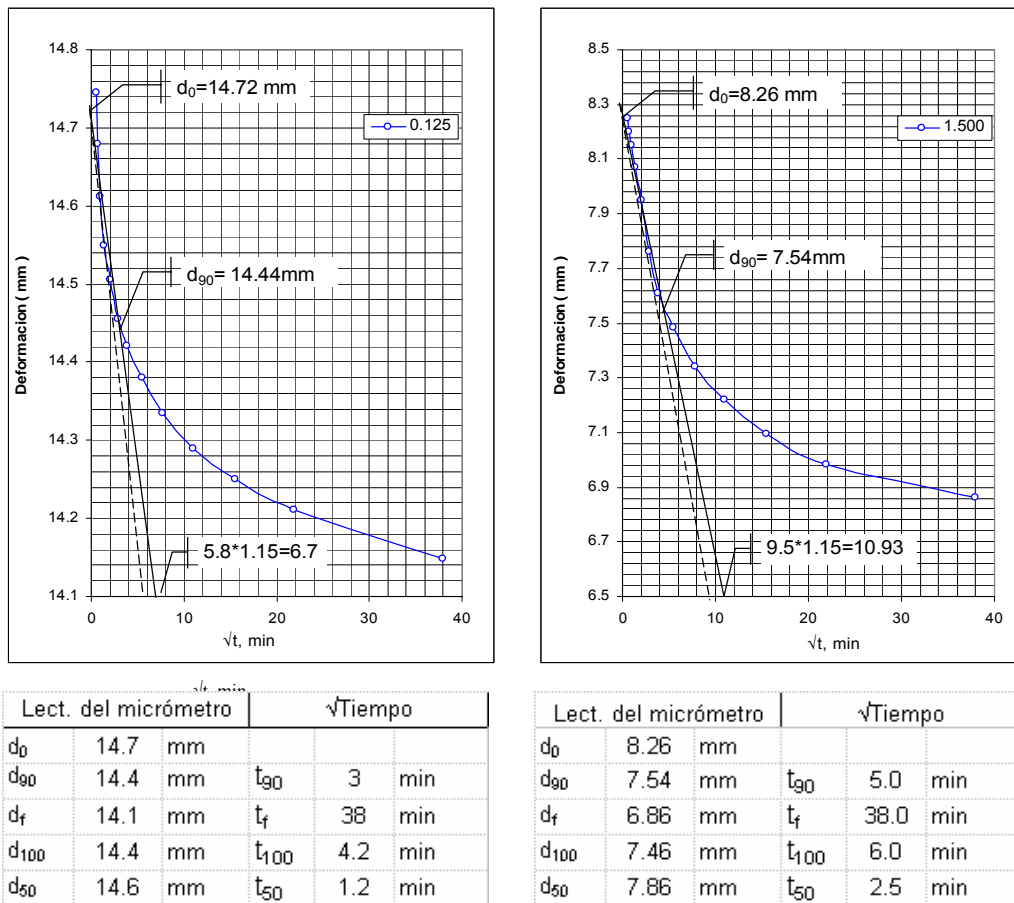 14.8
14.7
14.6
14.5
14.4
14.3
14.2
14.1
0 10 20 30 40
Deformacion ( mm )
√t, min
d₀=14.72 mm
0.125
d₉₀= 14.44mm
5.8*1.15=6.7
8.5
8.3
8.1
7.9
7.7
7.5
7.3
7.1
6.9
6.7
6.5
0 10 20 30 40
Deformacion ( mm )
√t, min
d₀=8.26 mm
1.500
d₉₀= 7.54mm
9.5*1.15=10.93
√t, min
Lect. del micrómetro √Tiempo
d₀ 14.7 mm
d₉₀ 14.4 mm t₉₀ 3 min
d_f 14.1 mm t_f 38 min
d₁₀₀ 14.4 mm t₁₀₀ 4.2 min
d₅₀ 14.6 mm t₅₀ 1.2 min
Lect. del micrómetro √Tiempo
d₀ 8.26 mm
d₉₀ 7.54 mm t₉₀ 5.0 min
d_f 6.86 mm t_f 38.0 min
d₁₀₀ 7.46 mm t₁₀₀ 6.0 min
d₅₀ 7.86 mm t₅₀ 2.5 min